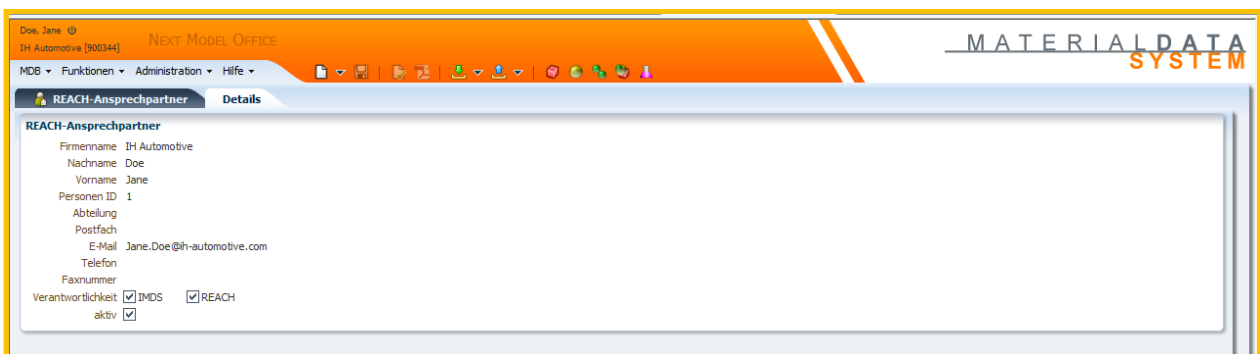 Doe, Jane
IH Automotive [900344]
NEXT MODEL OFFICE
MATERIALDATA
SYSTEM
MDB Funktionen Administration Hilfe
REACH-Ansprechpartner Details
REACH-Ansprechpartner
Firmenname IH Automotive
Nachname Doe
Vorname Jane
Personen ID 1
Abteilung
Postfach
E-Mail Jane.Doe@ih-automotive.com
Telefon
Faxnummer
Verantwortlichkeit IMDS REACH
aktiv